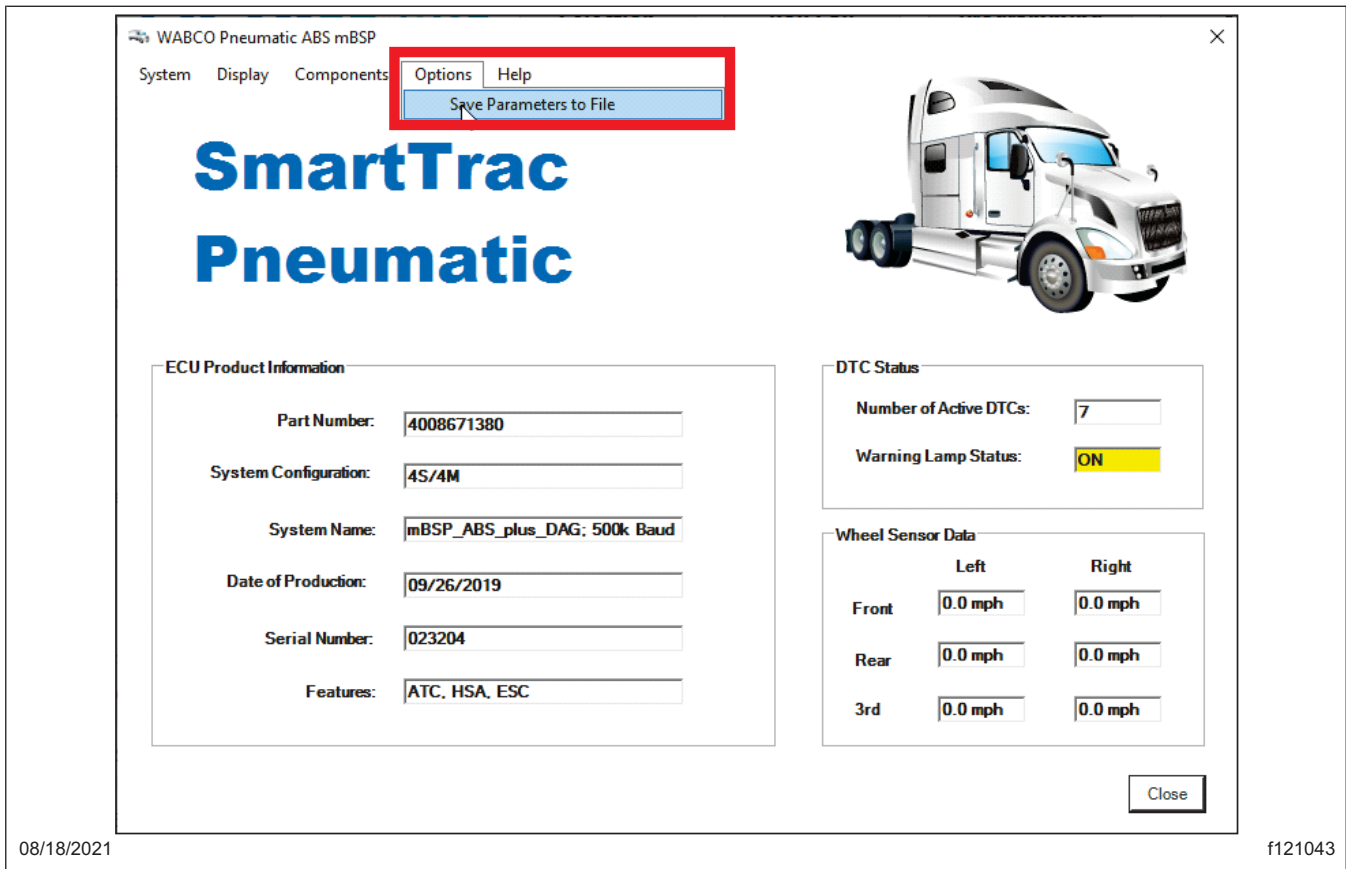 WABCO Pneumatic ABS mBSP
System Display Components Options Help
Save Parameters to File
SmartTrac
Pneumatic
ECU Product Information
Part Number: 4008671380
System Configuration: 4S/4M
System Name: mBSP_ABS_plus_DAG; 500k Baud
Date of Production: 09/26/2019
Serial Number: 023204
Features: ATC, HSA, ESC
DTC Status
Number of Active DTCs: 7
Warning Lamp Status: ON
Wheel Sensor Data
Left Right
Front 0.0 mph 0.0 mph
Rear 0.0 mph 0.0 mph
3rd 0.0 mph 0.0 mph
Close
08/18/2021 f121043